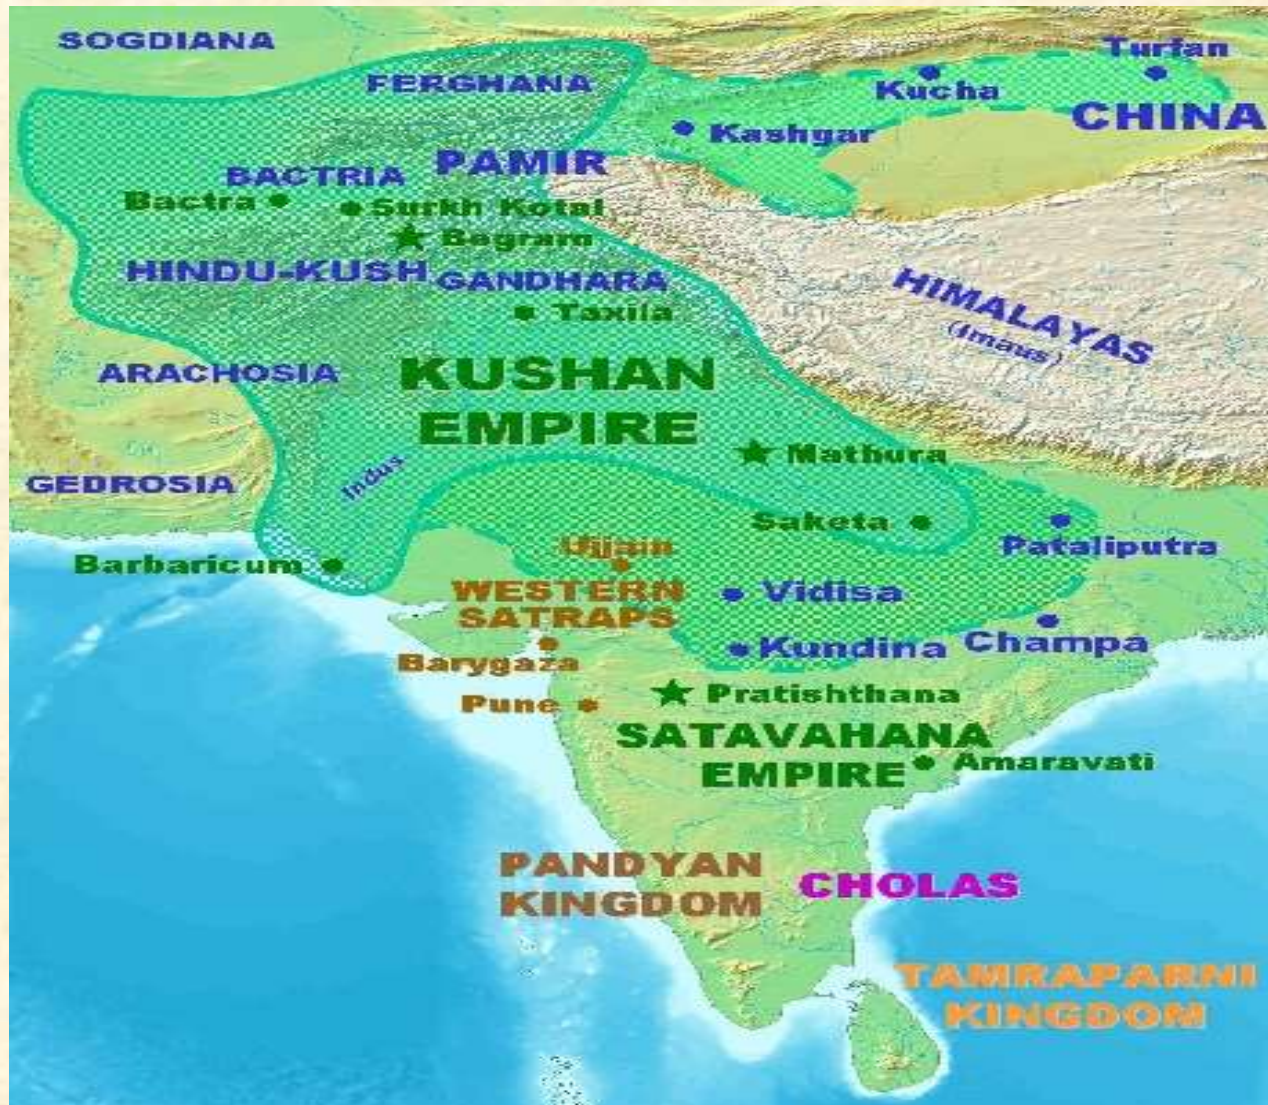 SOGDIANA
Turfan
FERGHANA
Kucha
CHINA
Kashgar
PAMIR
BACTRIA
Bactra
Surkh Kotal
Bagram
HINDU-KUSH
GANDHARA
HIMALAYAS
(Imaus)
Taxila
ARACHOSIA
KUSHAN
EMPIRE
Mathura
Indus
GEDROSIA
Saketa
Pataliputra
Ujjain
Barbaricum
WESTERN
SATRAPS
Vidisa
Kundina
Champa
Barygaza
Pratishthana
Pune
SATAVAHANA
EMPIRE
Amaravati
PANDYAN
KINGDOM
CHOLAS
TAMRAPARNI
KINGDOM